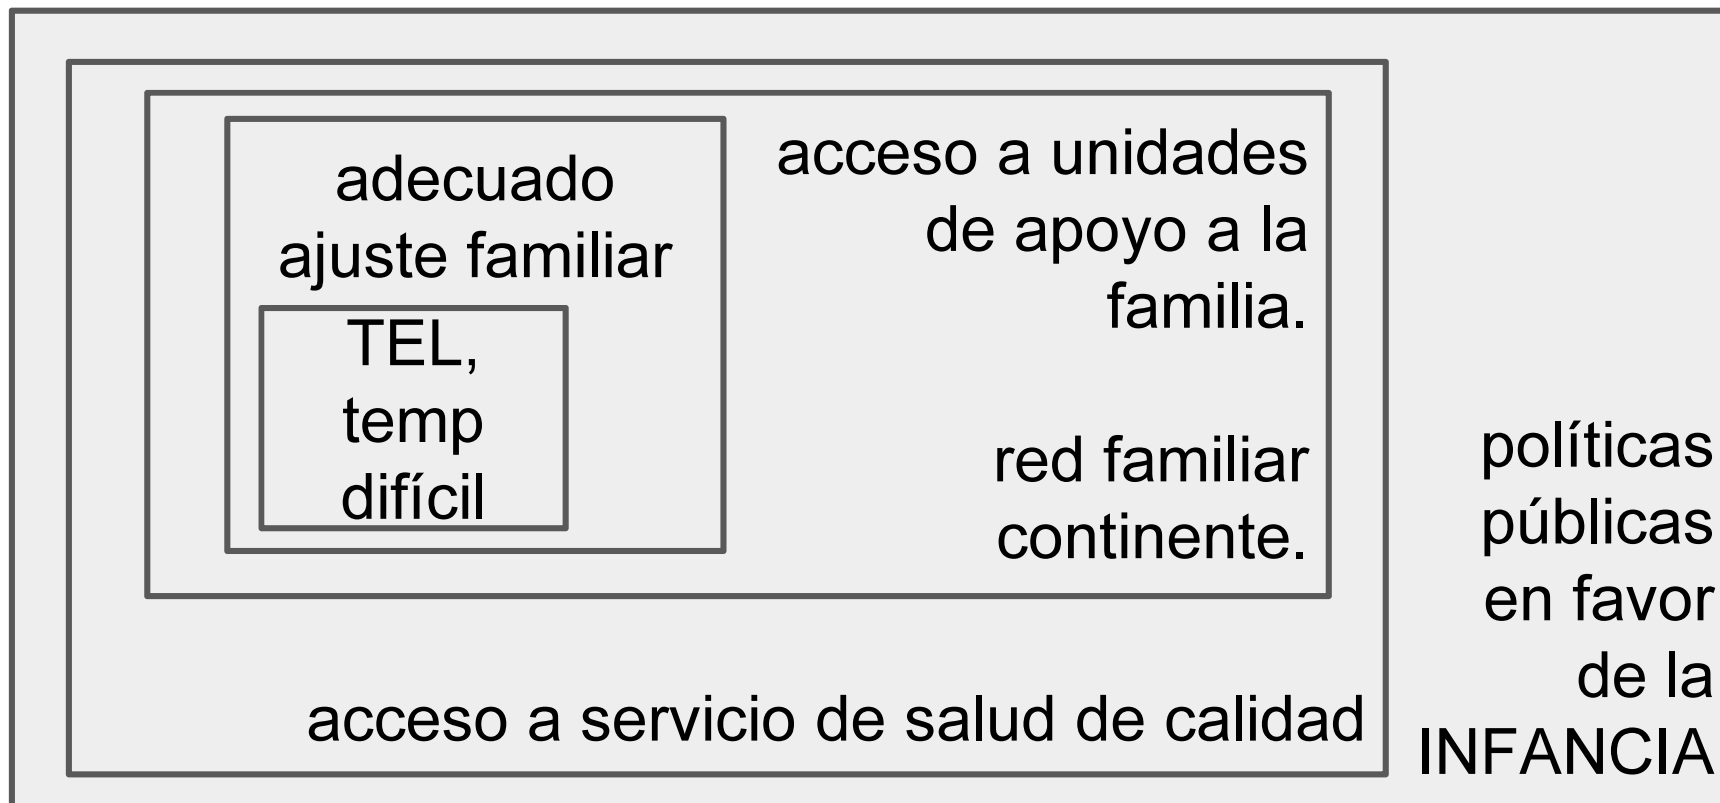 adecuado
ajuste familiar
TEL,
temp
difícil
acceso a unidades
de apoyo a la
familia.
red familiar
continente.
acceso a servicio de salud de calidad
políticas
públicas
en favor
de la
INFANCIA